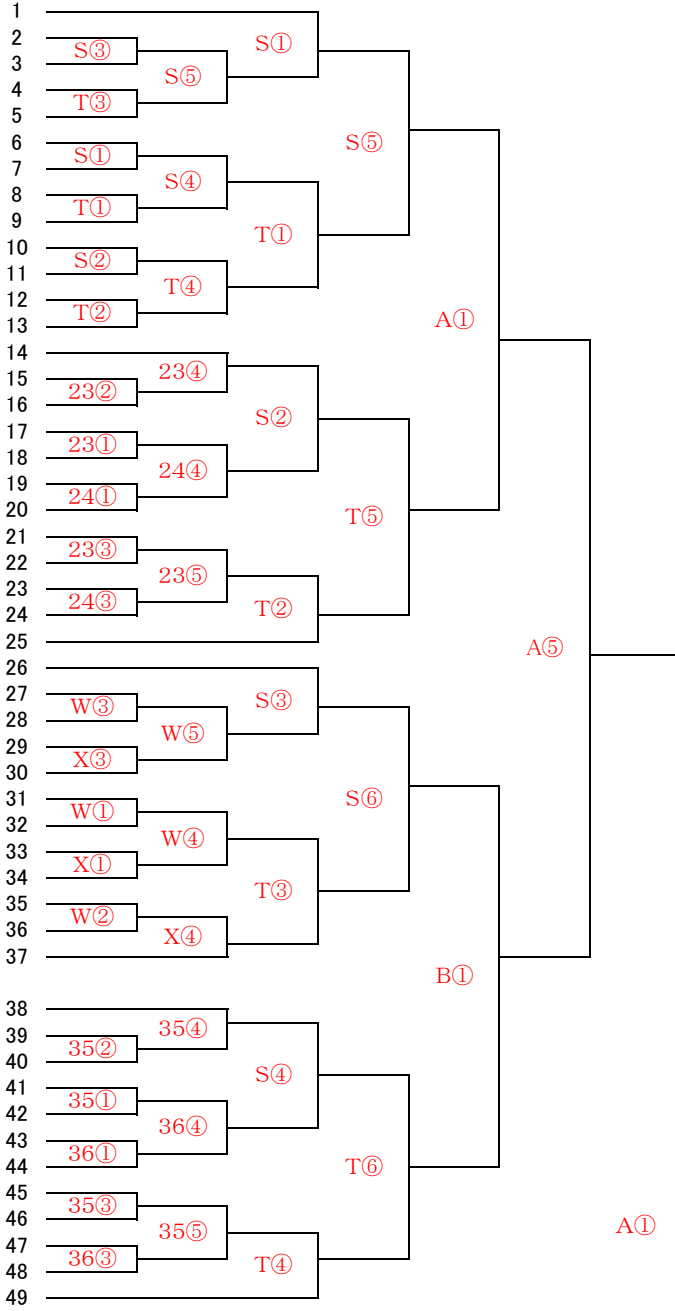 1
S①
2
S③
3
S⑤
4
T③
5
S⑤
6
S①
7
S④
8
T①
9
T①
10
S②
11
T④
12
T②
13
A①
14
23④
15
23②
16
S②
17
23①
18
24④
19
24①
20
T⑤
21
23③
22
23⑤
23
24③
24
T②
25
A⑤
26
S③
27
W③
28
W⑤
29
X③
30
S⑥
31
W①
32
W④
33
X①
34
T③
35
W②
36
X④
37
B①
38
35④
39
35②
40
S④
41
35①
42
36④
43
36①
44
T⑥
45
35③
46
35⑤
A①
47
36③
48
T④
49